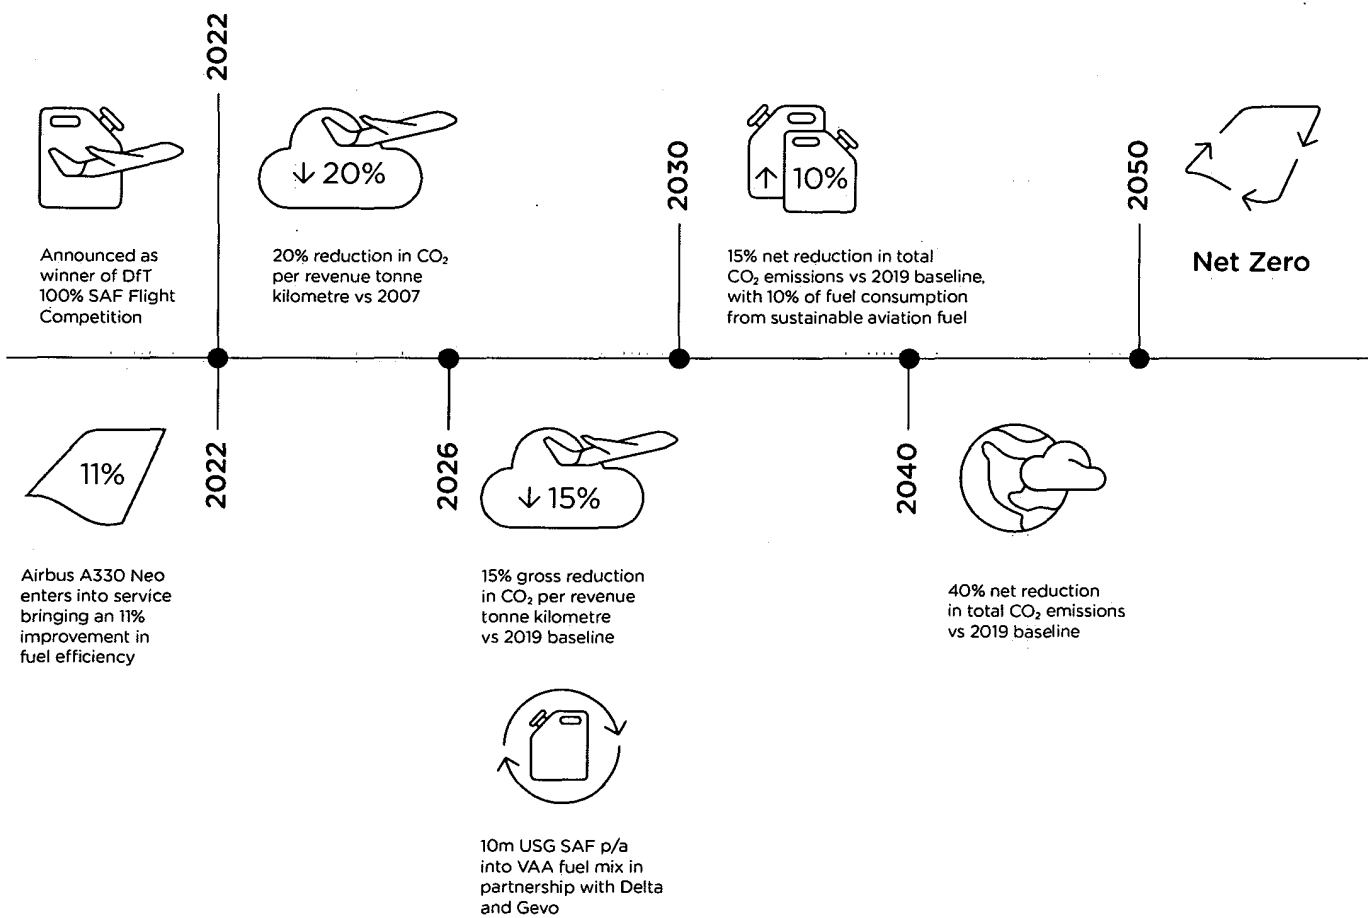 2022
Announced as
winner of DfT
100% SAF Flight
Competition
↓ 20%
20% reduction in CO₂
per revenue tonne
kilometre vs 2007
2030
↑ 10%
15% net reduction in total
CO₂ emissions vs 2019 baseline,
with 10% of fuel consumption
from sustainable aviation fuel
2050
Net Zero
11%
Airbus A330 Neo
enters into service
bringing an 11%
improvement in
fuel efficiency
2022
2026
↓ 15%
15% gross reduction
in CO₂ per revenue
tonne kilometre
vs 2019 baseline
10m USG SAF p/a
into VAA fuel mix in
partnership with Delta
and Gevo
2040
40% net reduction
in total CO₂ emissions
vs 2019 baseline